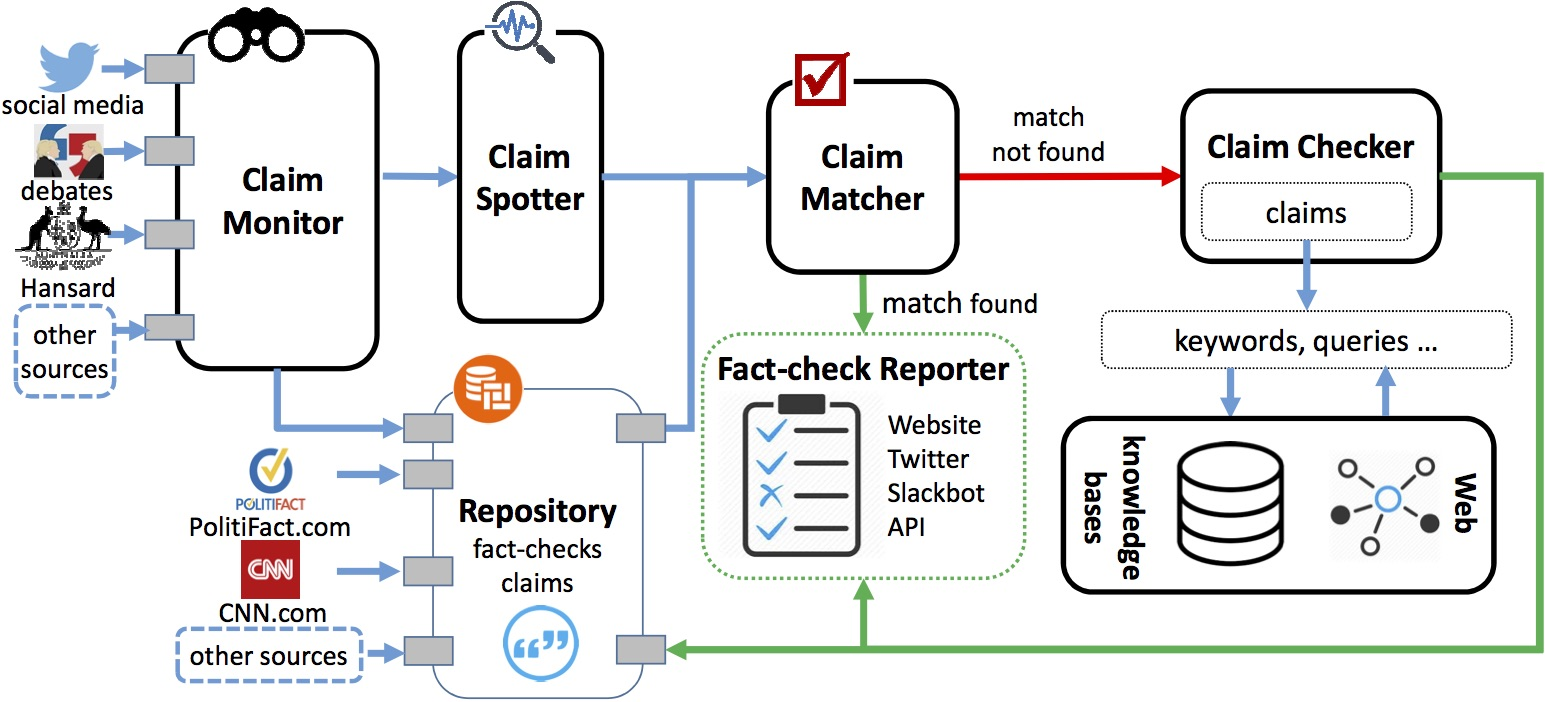 social media
debates
Hansard
other
sources
Claim
Monitor
Claim
Spotter
Claim
Matcher
match
not found
Claim Checker
claims
match found
keywords, queries ...
Fact-check Reporter
Website
Twitter
Slackbot
API
knowledge
bases
Web
POLITIFACT
PolitiFact.com
CNN
CNN.com
other sources
Repository
fact-checks
claims